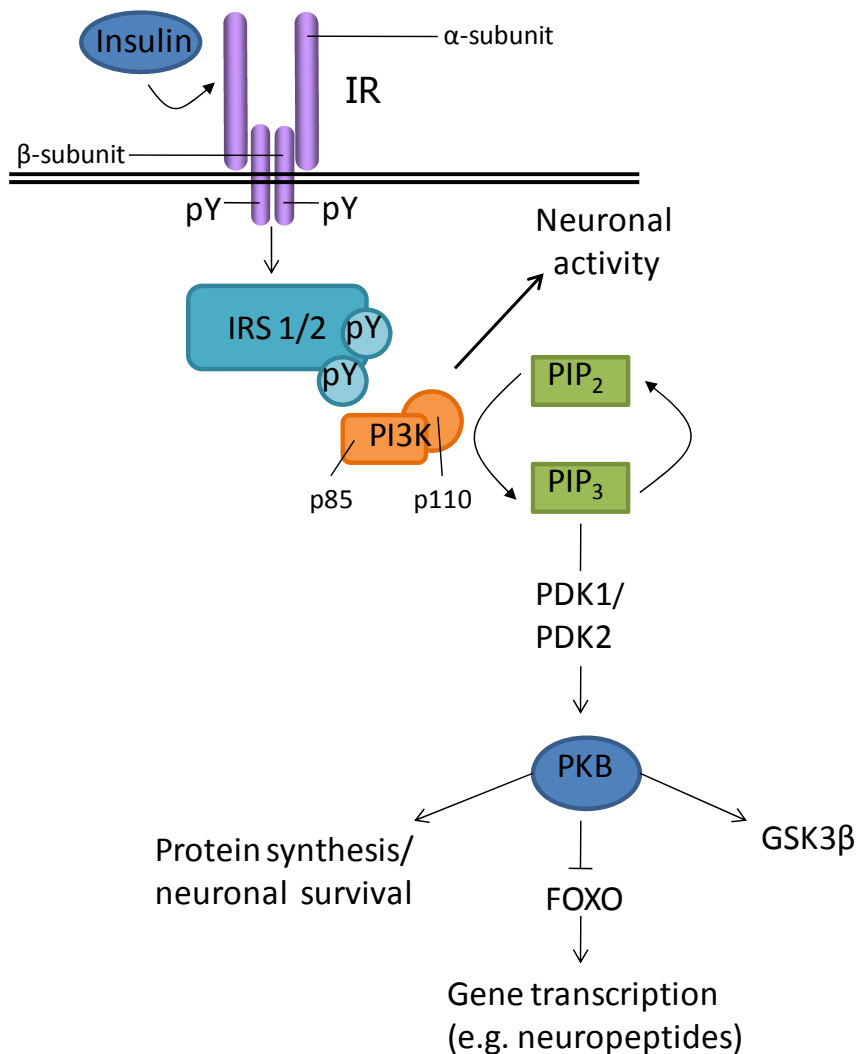 Insulin
α-subunit
IR
β-subunit
pY
pY
Neuronal
activity
IRS 1/2
pY
pY
PIP₂
PI3K
PIP₃
p85
p110
PDK1/
PDK2
PKB
Protein synthesis/
neuronal survival
GSK3β
FOXO
Gene transcription
(e.g. neuropeptides)